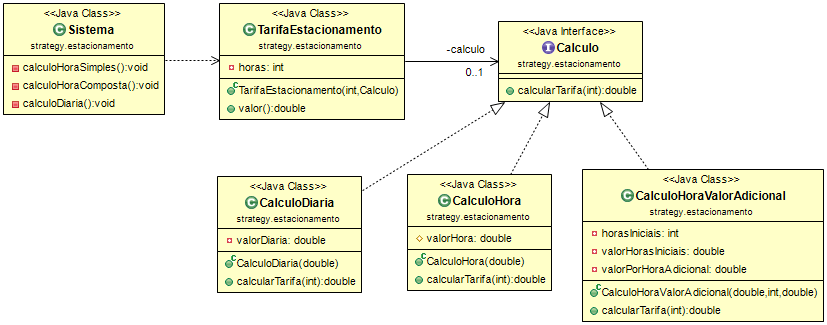 <<Java Class>>
Sistema
strategy.estacionamento
calculoHoraSimples():void
calculoHoraComposta():void
calculoDiaria():void
<<Java Class>>
TarifaEstacionamento
strategy.estacionamento
horas: int
TarifaEstacionamento(int,Calculo)
valor():double
-calculo
0..1
<<Java Interface>>
Calculo
strategy.estacionamento
calcularTarifa(int):double
<<Java Class>>
CalculoDiaria
strategy.estacionamento
valorDiaria: double
CalculoDiaria(double)
calcularTarifa(int):double
<<Java Class>>
CalculoHora
strategy.estacionamento
valorHora: double
CalculoHora(double)
calcularTarifa(int):double
<<Java Class>>
CalculoHoraValorAdicional
strategy.estacionamento
horasIniciais: int
valorHorasIniciais: double
valorPorHoraAdicional: double
CalculoHoraValorAdicional(double,int,double)
calcularTarifa(int):double